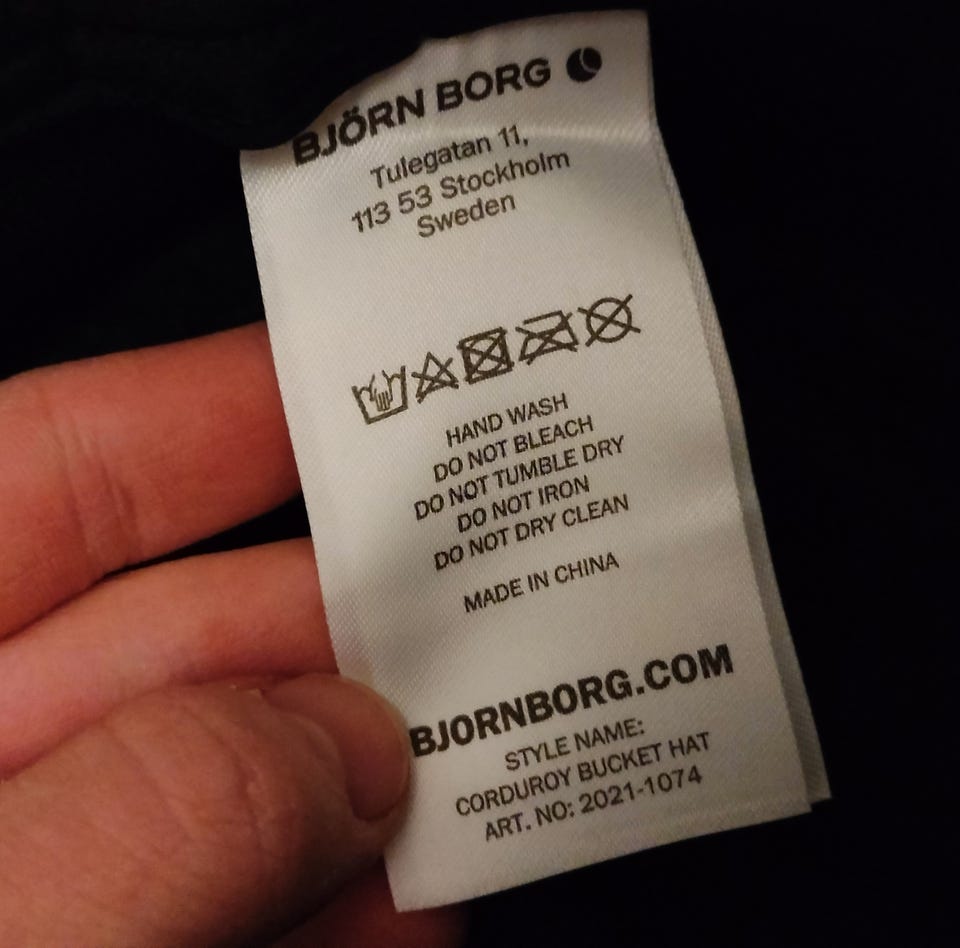 BJÖRN BORG
Tulegatan 11,
113 53 Stockholm
Sweden
HAND WASH
DO NOT BLEACH
DO NOT TUMBLE DRY
DO NOT IRON
DO NOT DRY CLEAN
MADE IN CHINA
BJORNBORG.COM
STYLE NAME:
CORDUROY BUCKET HAT
ART. NO: 2021-1074